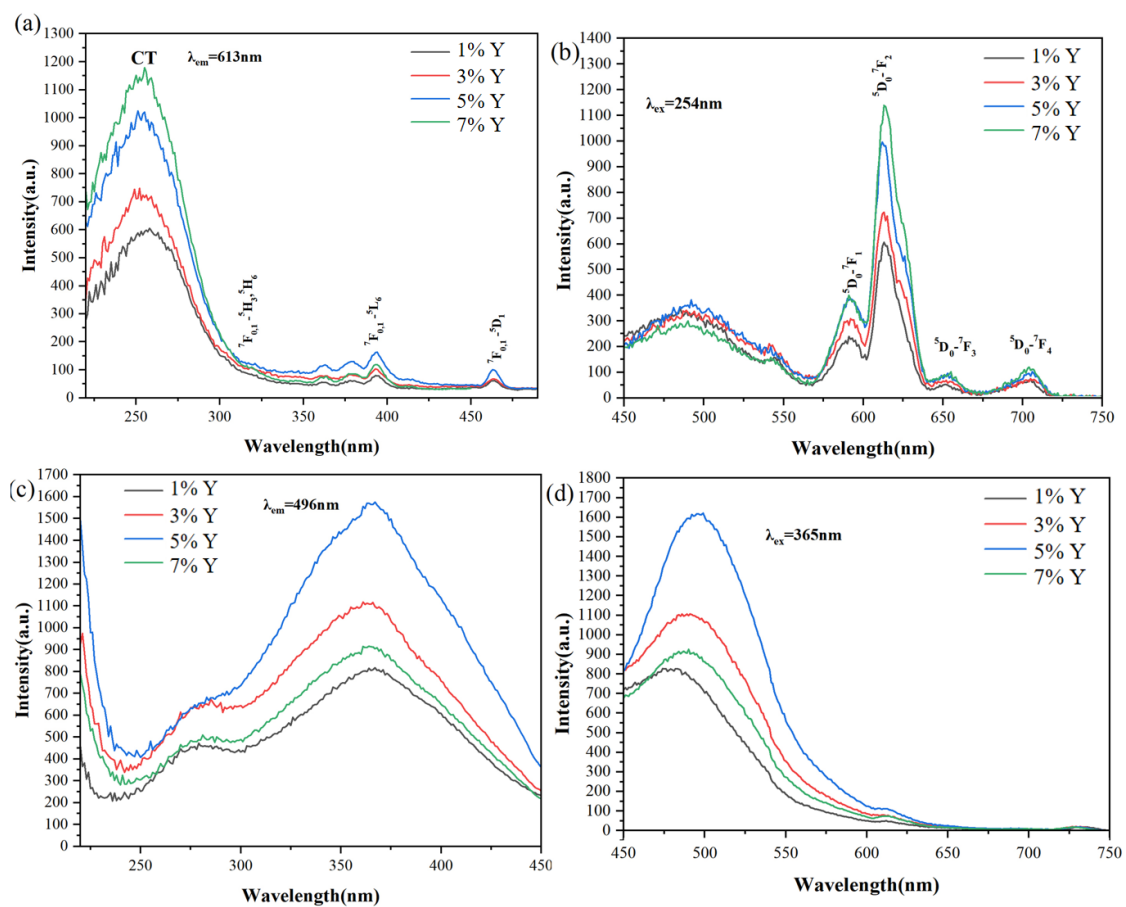 (a)
1300
1200
1100
1000
900
800
700
600
500
400
300
200
100
0
Intensity(a.u.)
CT
λem=613nm
1% Y
3% Y
5% Y
7% Y
⁷F₀,₁ ⁵H₃,⁵H₆
⁷F₀,₁ -⁵L₆
⁷F₀,₁ -⁵D₁
250 300 350 400 450
Wavelength(nm)
(b)
1400
1300
1200
1100
1000
900
800
700
600
500
400
300
200
100
0
Intensity(a.u.)
λex=254nm
1% Y
3% Y
5% Y
7% Y
⁵D₀-⁷F₁
⁵D₀-⁷F₂
⁵D₀-⁷F₃
⁵D₀-⁷F₄
450 500 550 600 650 700 750
Wavelength(nm)
(c)
1700
1600
1500
1400
1300
1200
1100
1000
900
800
700
600
500
400
300
200
100
0
Intensity(a.u.)
λem=496nm
1% Y
3% Y
5% Y
7% Y
250 300 350 400 450
Wavelength(nm)
(d)
1800
1700
1600
1500
1400
1300
1200
1100
1000
900
800
700
600
500
400
300
200
100
0
Intensity(a.u.)
λex=365nm
1% Y
3% Y
5% Y
7% Y
450 500 550 600 650 700 750
Wavelength(nm)